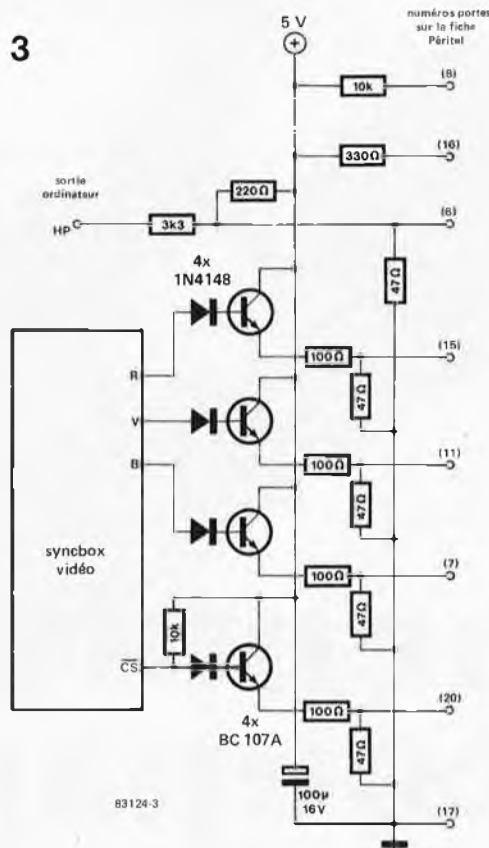 3
5 V
numéros portes
sur la fiche
Péritel
10k
(8)
330Ω
(16)
sortie
ordinateur
220Ω
HP
3k3
(6)
4x
1N4148
47Ω
R
100Ω
(15)
47Ω
V
B
100Ω
(11)
47Ω
syncbox
vidéo
100Ω
(7)
47Ω
10k
CS
4x
BC 107A
100Ω
(20)
47Ω
83124-3
100µ
16V
(17)